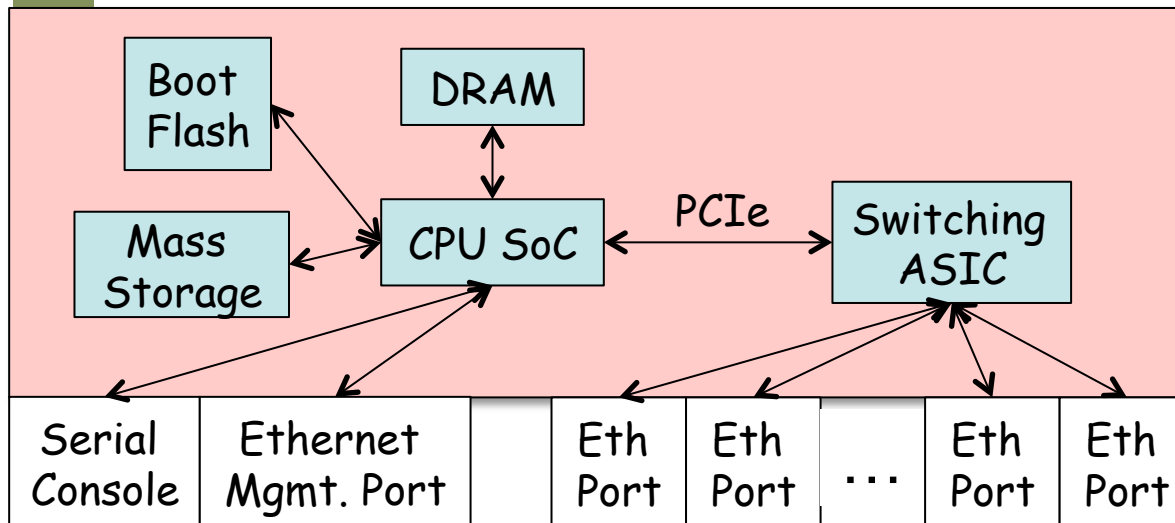 Boot
Flash
DRAM
Mass
Storage
CPU SoC
PCIe
Switching
ASIC
Serial
Console
Ethernet
Mgmt. Port
Eth
Port
Eth
Port
...
Eth
Port
Eth
Port